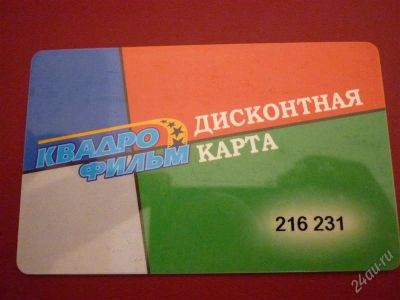 КВАДРО
ФИЛЬМ
ДИСКОНТНАЯ
КАРТА
216 231
24au.ru